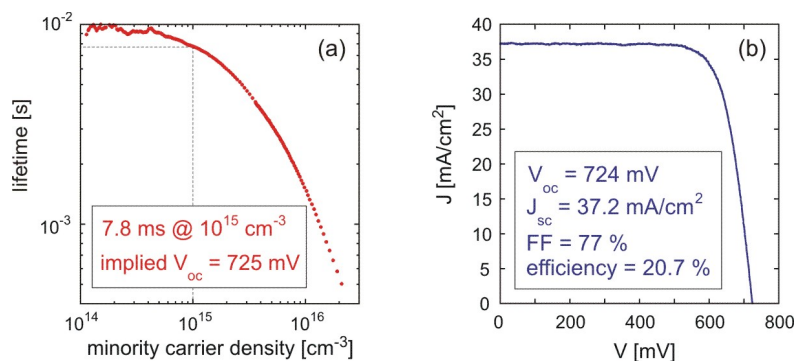 (a)
lifetime [s]
10^-2
10^-3
7.8 ms @ 10^15 cm^-3
implied V_oc = 725 mV
10^14
10^15
10^16
minority carrier density [cm^-3]
(b)
J [mA/cm^2]
40
35
30
25
20
15
10
5
0
V_oc = 724 mV
J_sc = 37.2 mA/cm^2
FF = 77 %
efficiency = 20.7 %
0
200
400
600
800
V [mV]